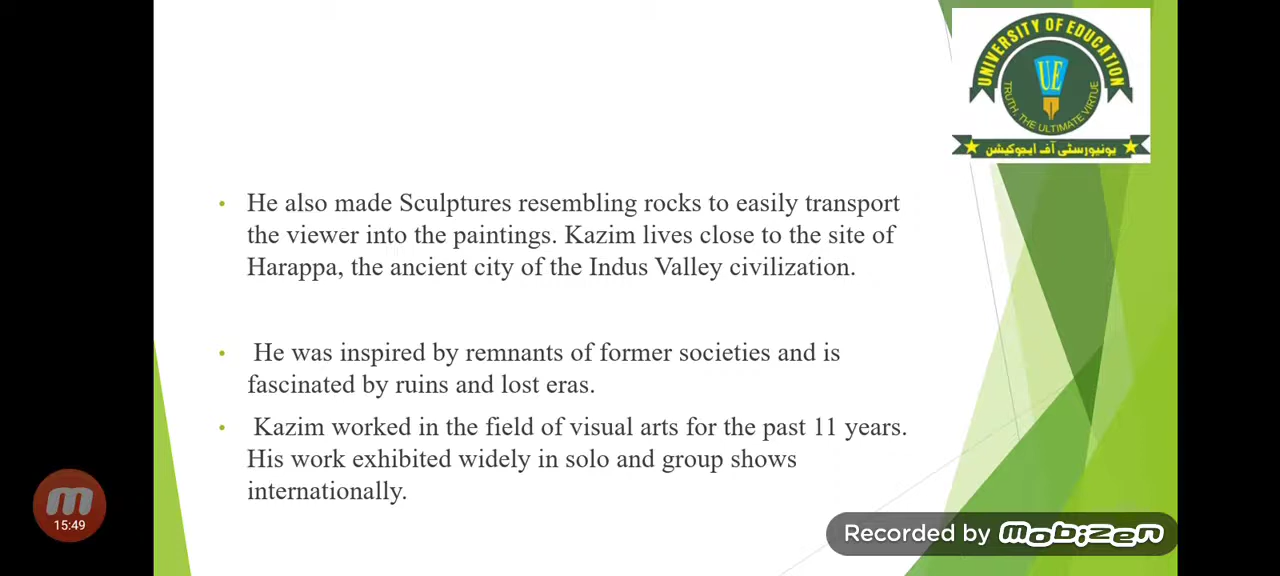 UNIVERSITY OF EDUCATION
UE
TRUTH, THE ULTIMATE VIRTUE
یونیورسٹی آف ایجوکیشن
• He also made Sculptures resembling rocks to easily transport
the viewer into the paintings. Kazim lives close to the site of
Harappa, the ancient city of the Indus Valley civilization.
• He was inspired by remnants of former societies and is
fascinated by ruins and lost eras.
• Kazim worked in the field of visual arts for the past 11 years.
His work exhibited widely in solo and group shows
internationally.
m
15:49
Recorded by mobizen